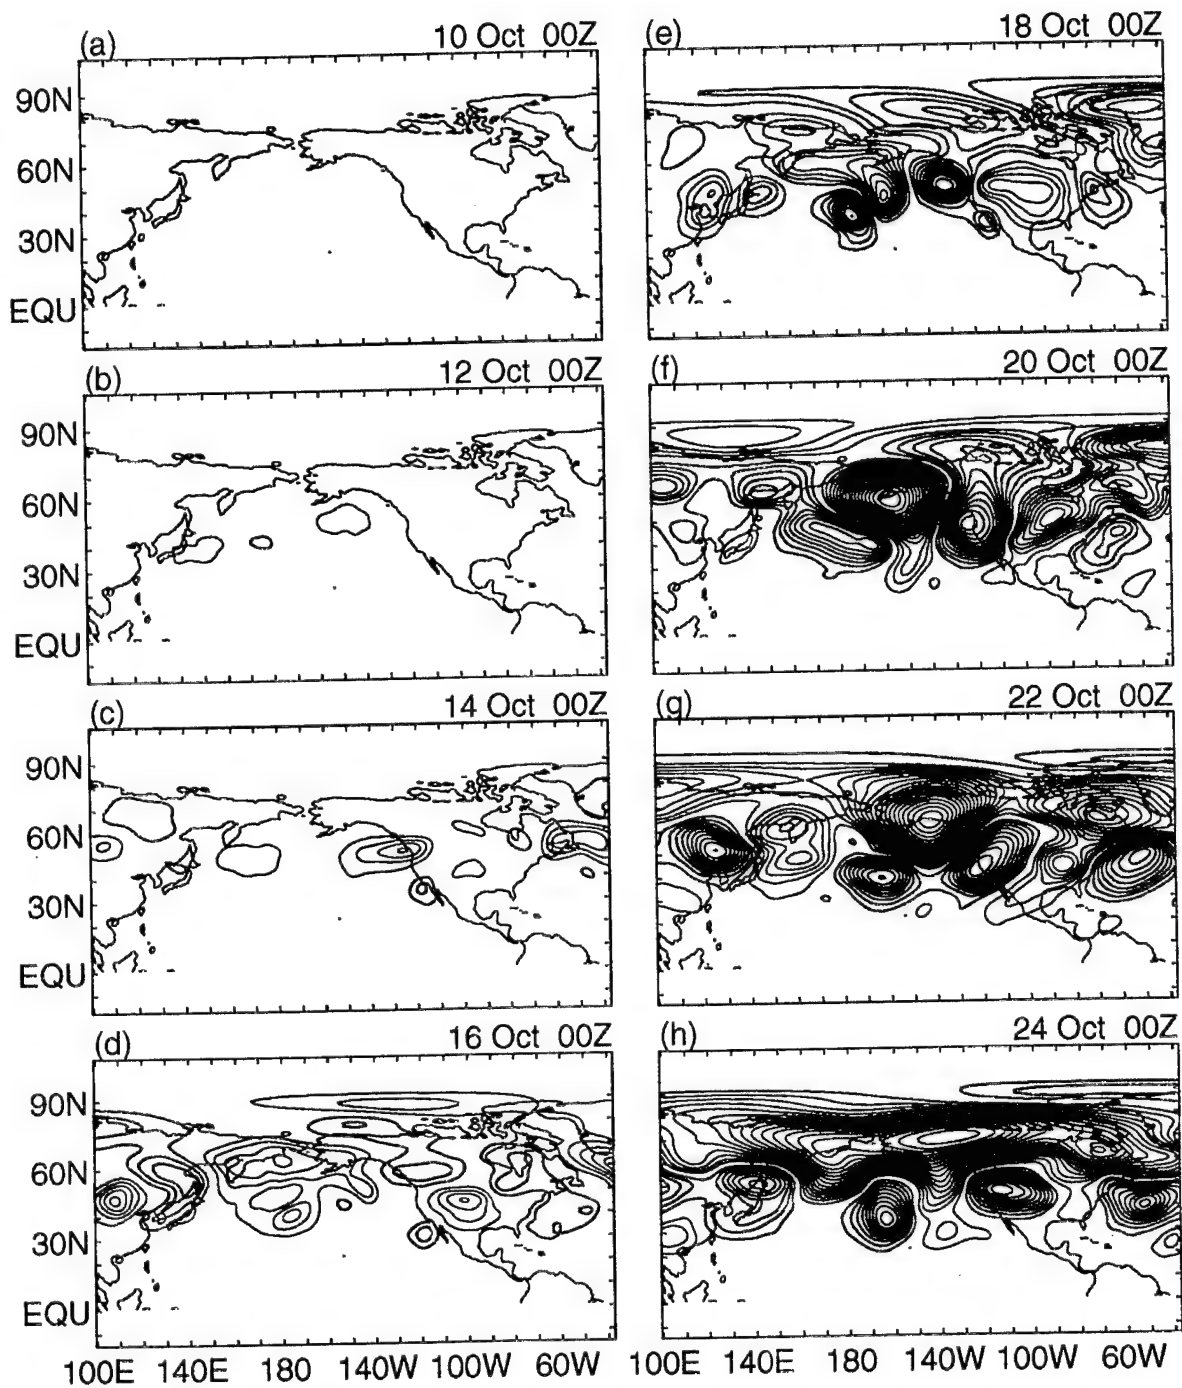 (a) 10 Oct 00Z
90N
60N
30N
EQU
(b) 12 Oct 00Z
90N
60N
30N
EQU
(c) 14 Oct 00Z
90N
60N
30N
EQU
(d) 16 Oct 00Z
90N
60N
30N
EQU
100E 140E 180 140W 100W 60W
(e) 18 Oct 00Z
(f) 20 Oct 00Z
(g) 22 Oct 00Z
(h) 24 Oct 00Z
100E 140E 180 140W 100W 60W